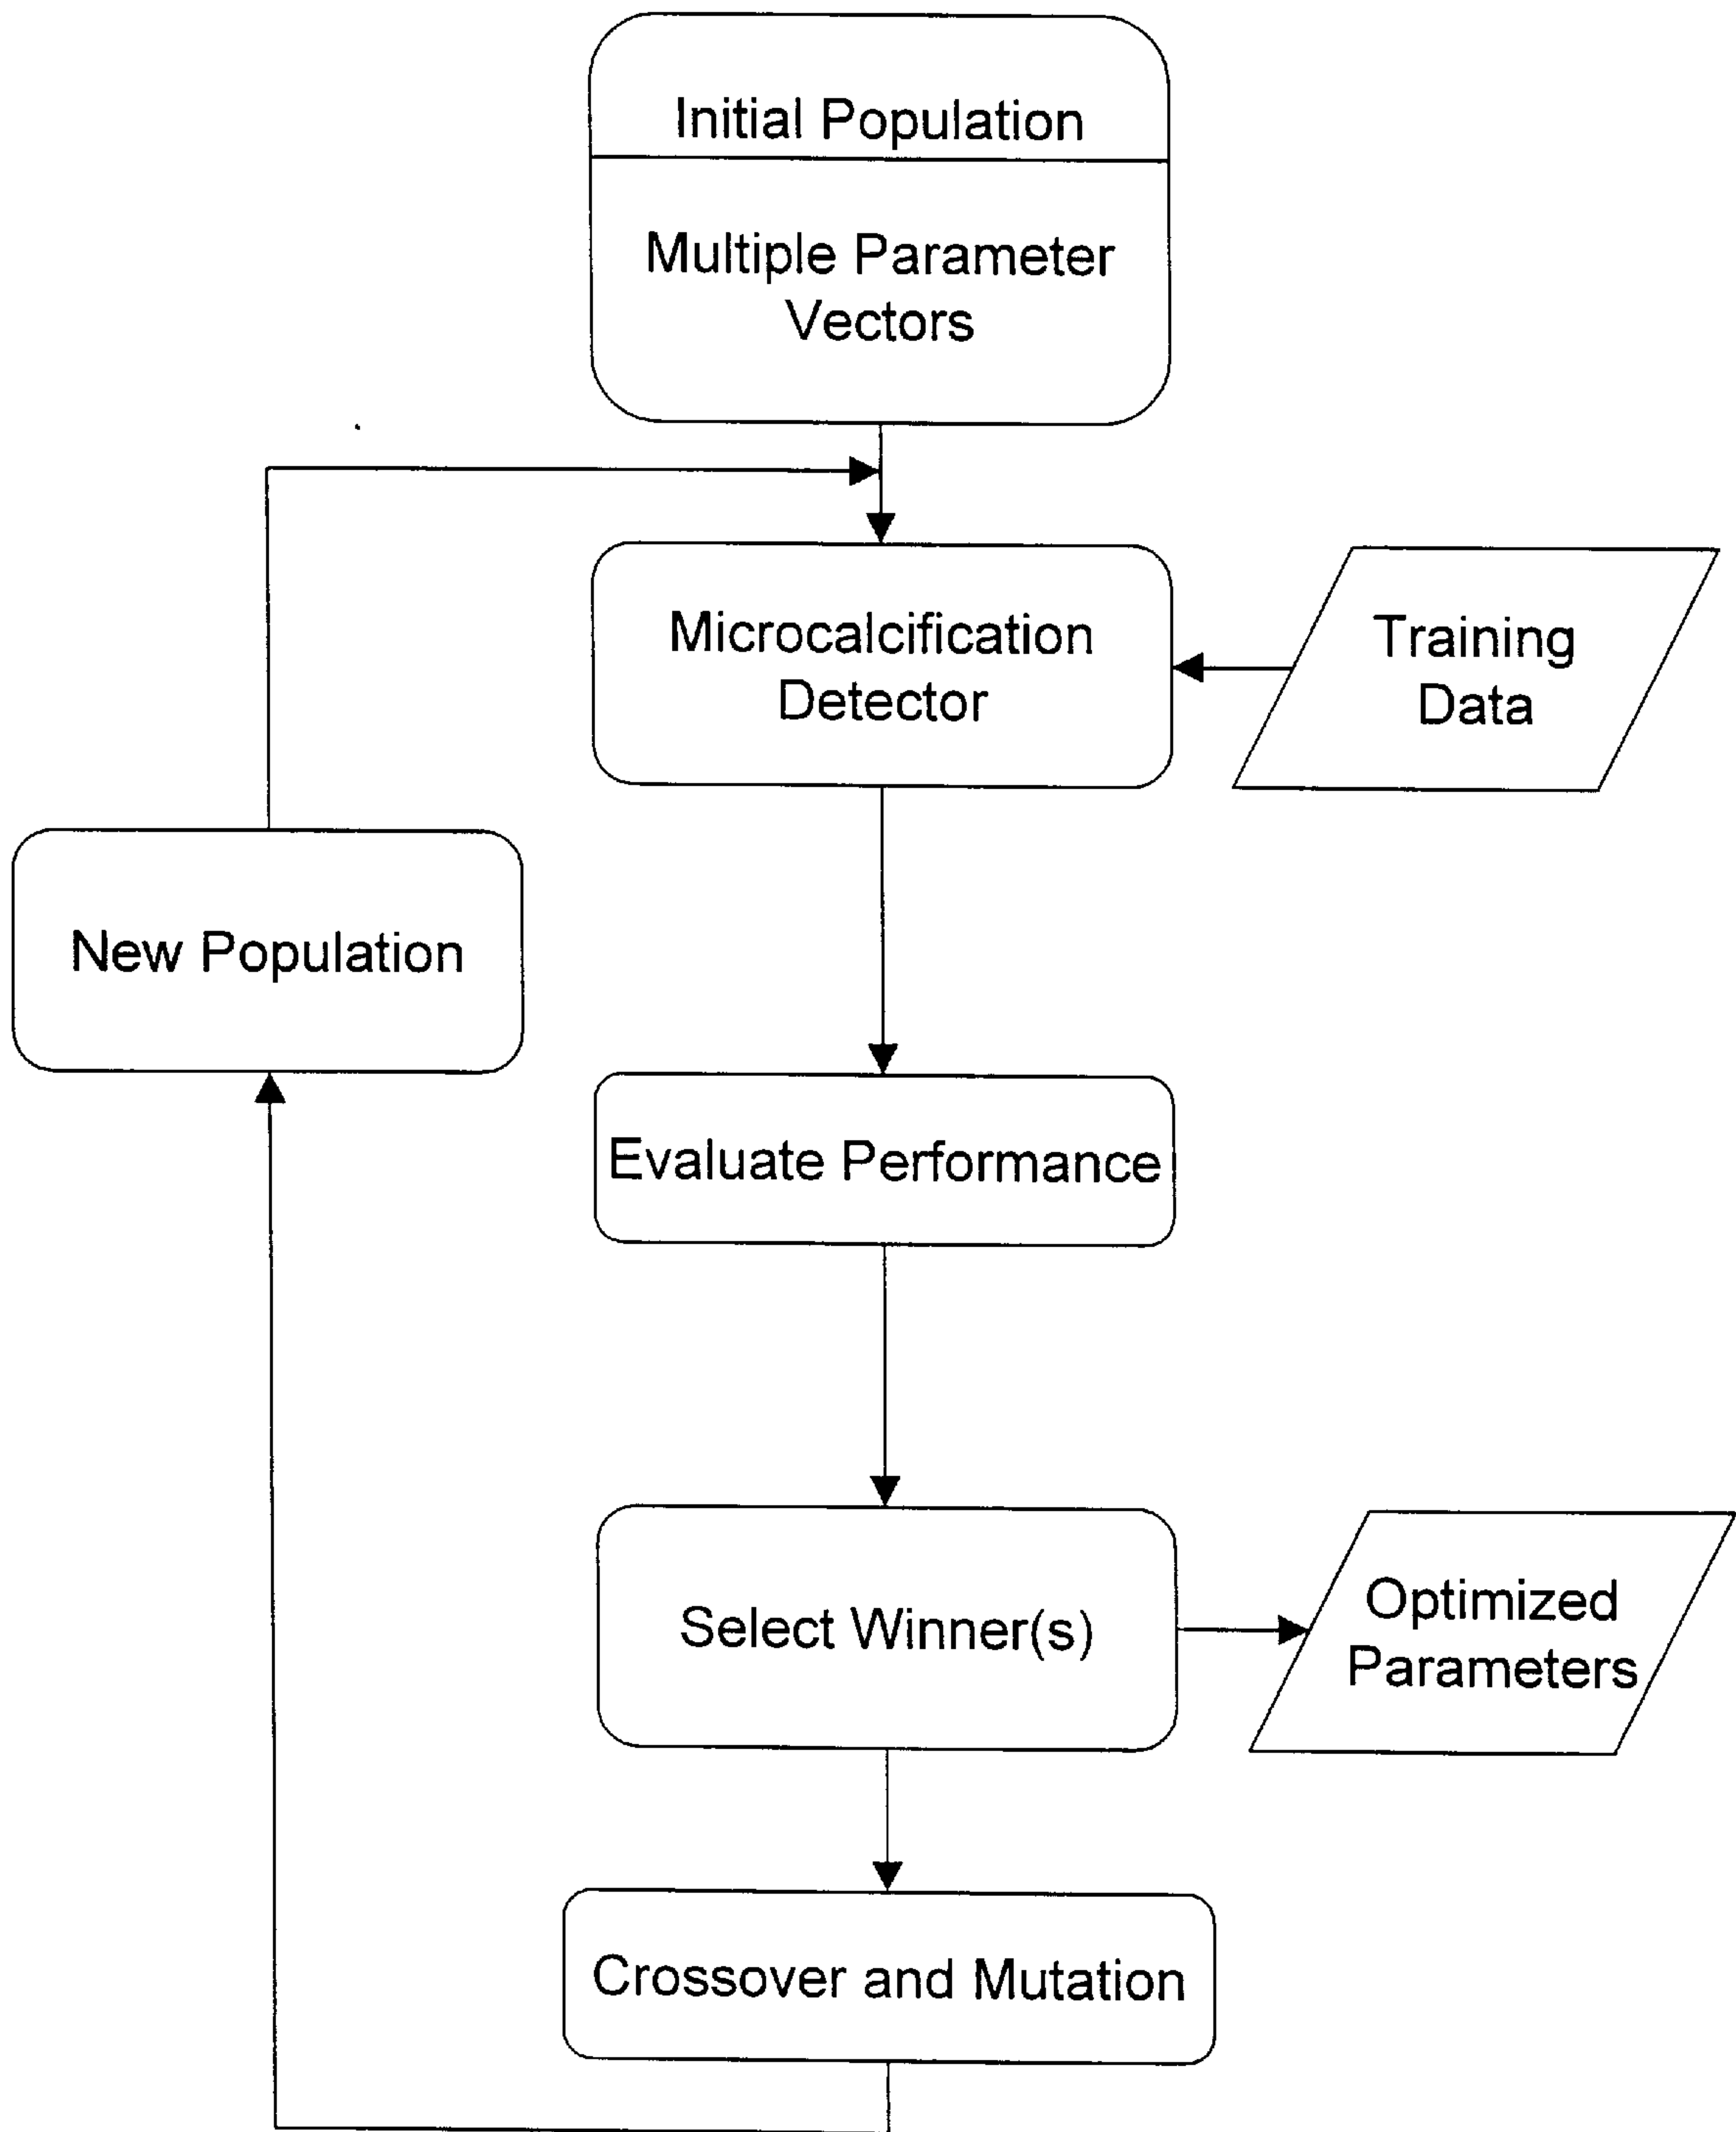 Initial Population
Multiple Parameter
Vectors
Microcalcification
Detector
Training
Data
New Population
Evaluate Performance
Select Winner(s)
Optimized
Parameters
Crossover and Mutation